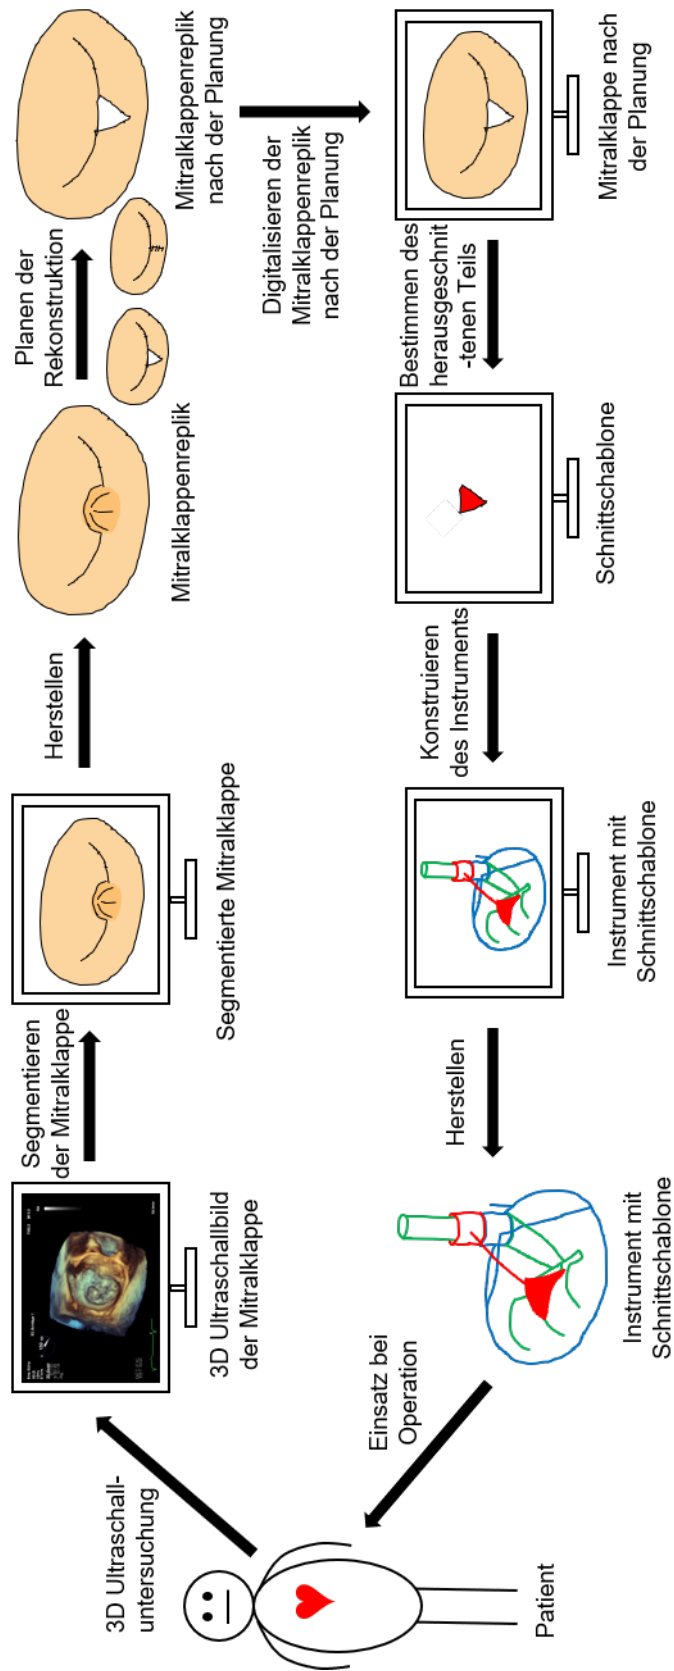 Patient
3D Ultraschall-
untersuchung
3D Ultraschallbild
der Mitralklappe
Segmentieren
der Mitralklappe
Segmentierte Mitralklappe
Herstellen
Mitralklappenreplik
Planen der
Rekonstruktion
Mitralklappenreplik
nach der Planung
Digitalisieren der
Mitralklappenreplik
nach der Planung
Mitralklappe nach
der Planung
Bestimmen des
herausgeschnit
-tenen Teils
Schnittschablone
Konstruieren
des Instruments
Instrument mit
Schnittschablone
Herstellen
Instrument mit
Schnittschablone
Einsatz bei
Operation